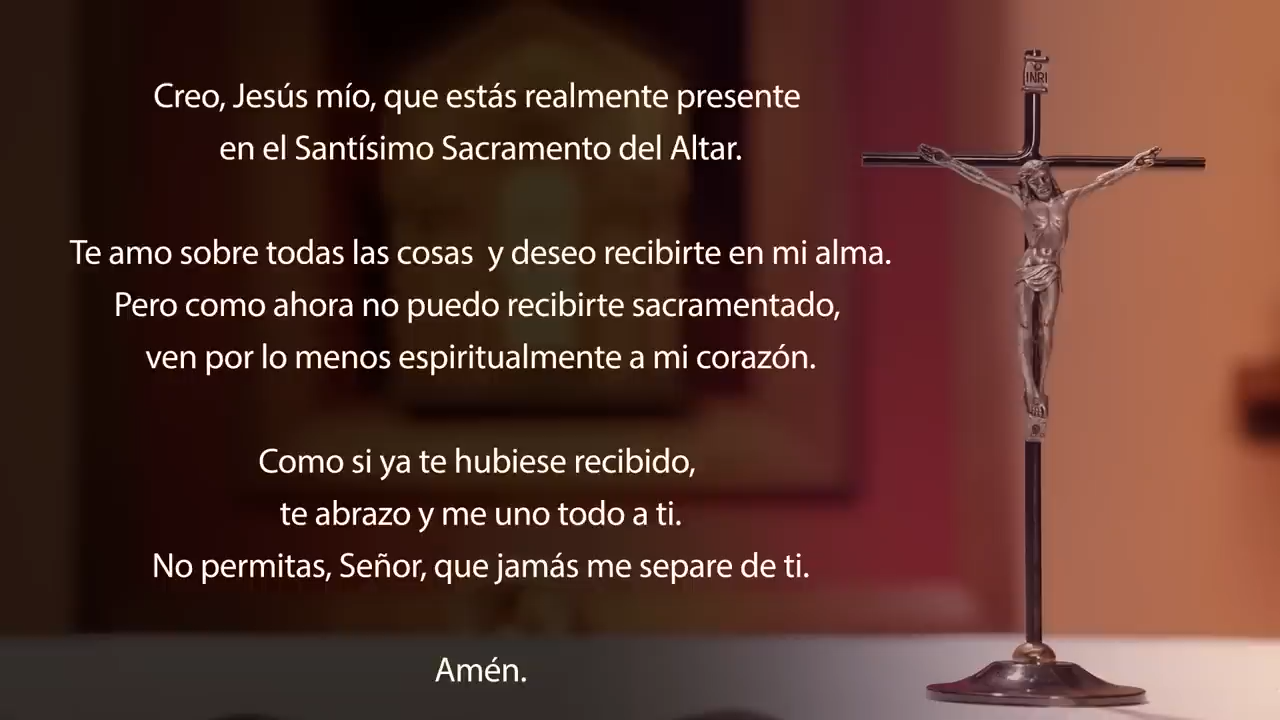 Creo, Jesús mío, que estás realmente presente
en el Santísimo Sacramento del Altar.
Te amo sobre todas las cosas  y deseo recibirte en mi alma.
Pero como ahora no puedo recibirte sacramentado,
ven por lo menos espiritualmente a mi corazón.
Como si ya te hubiese recibido,
te abrazo y me uno todo a ti.
No permitas, Señor, que jamás me separe de ti.
Amén.
INRI